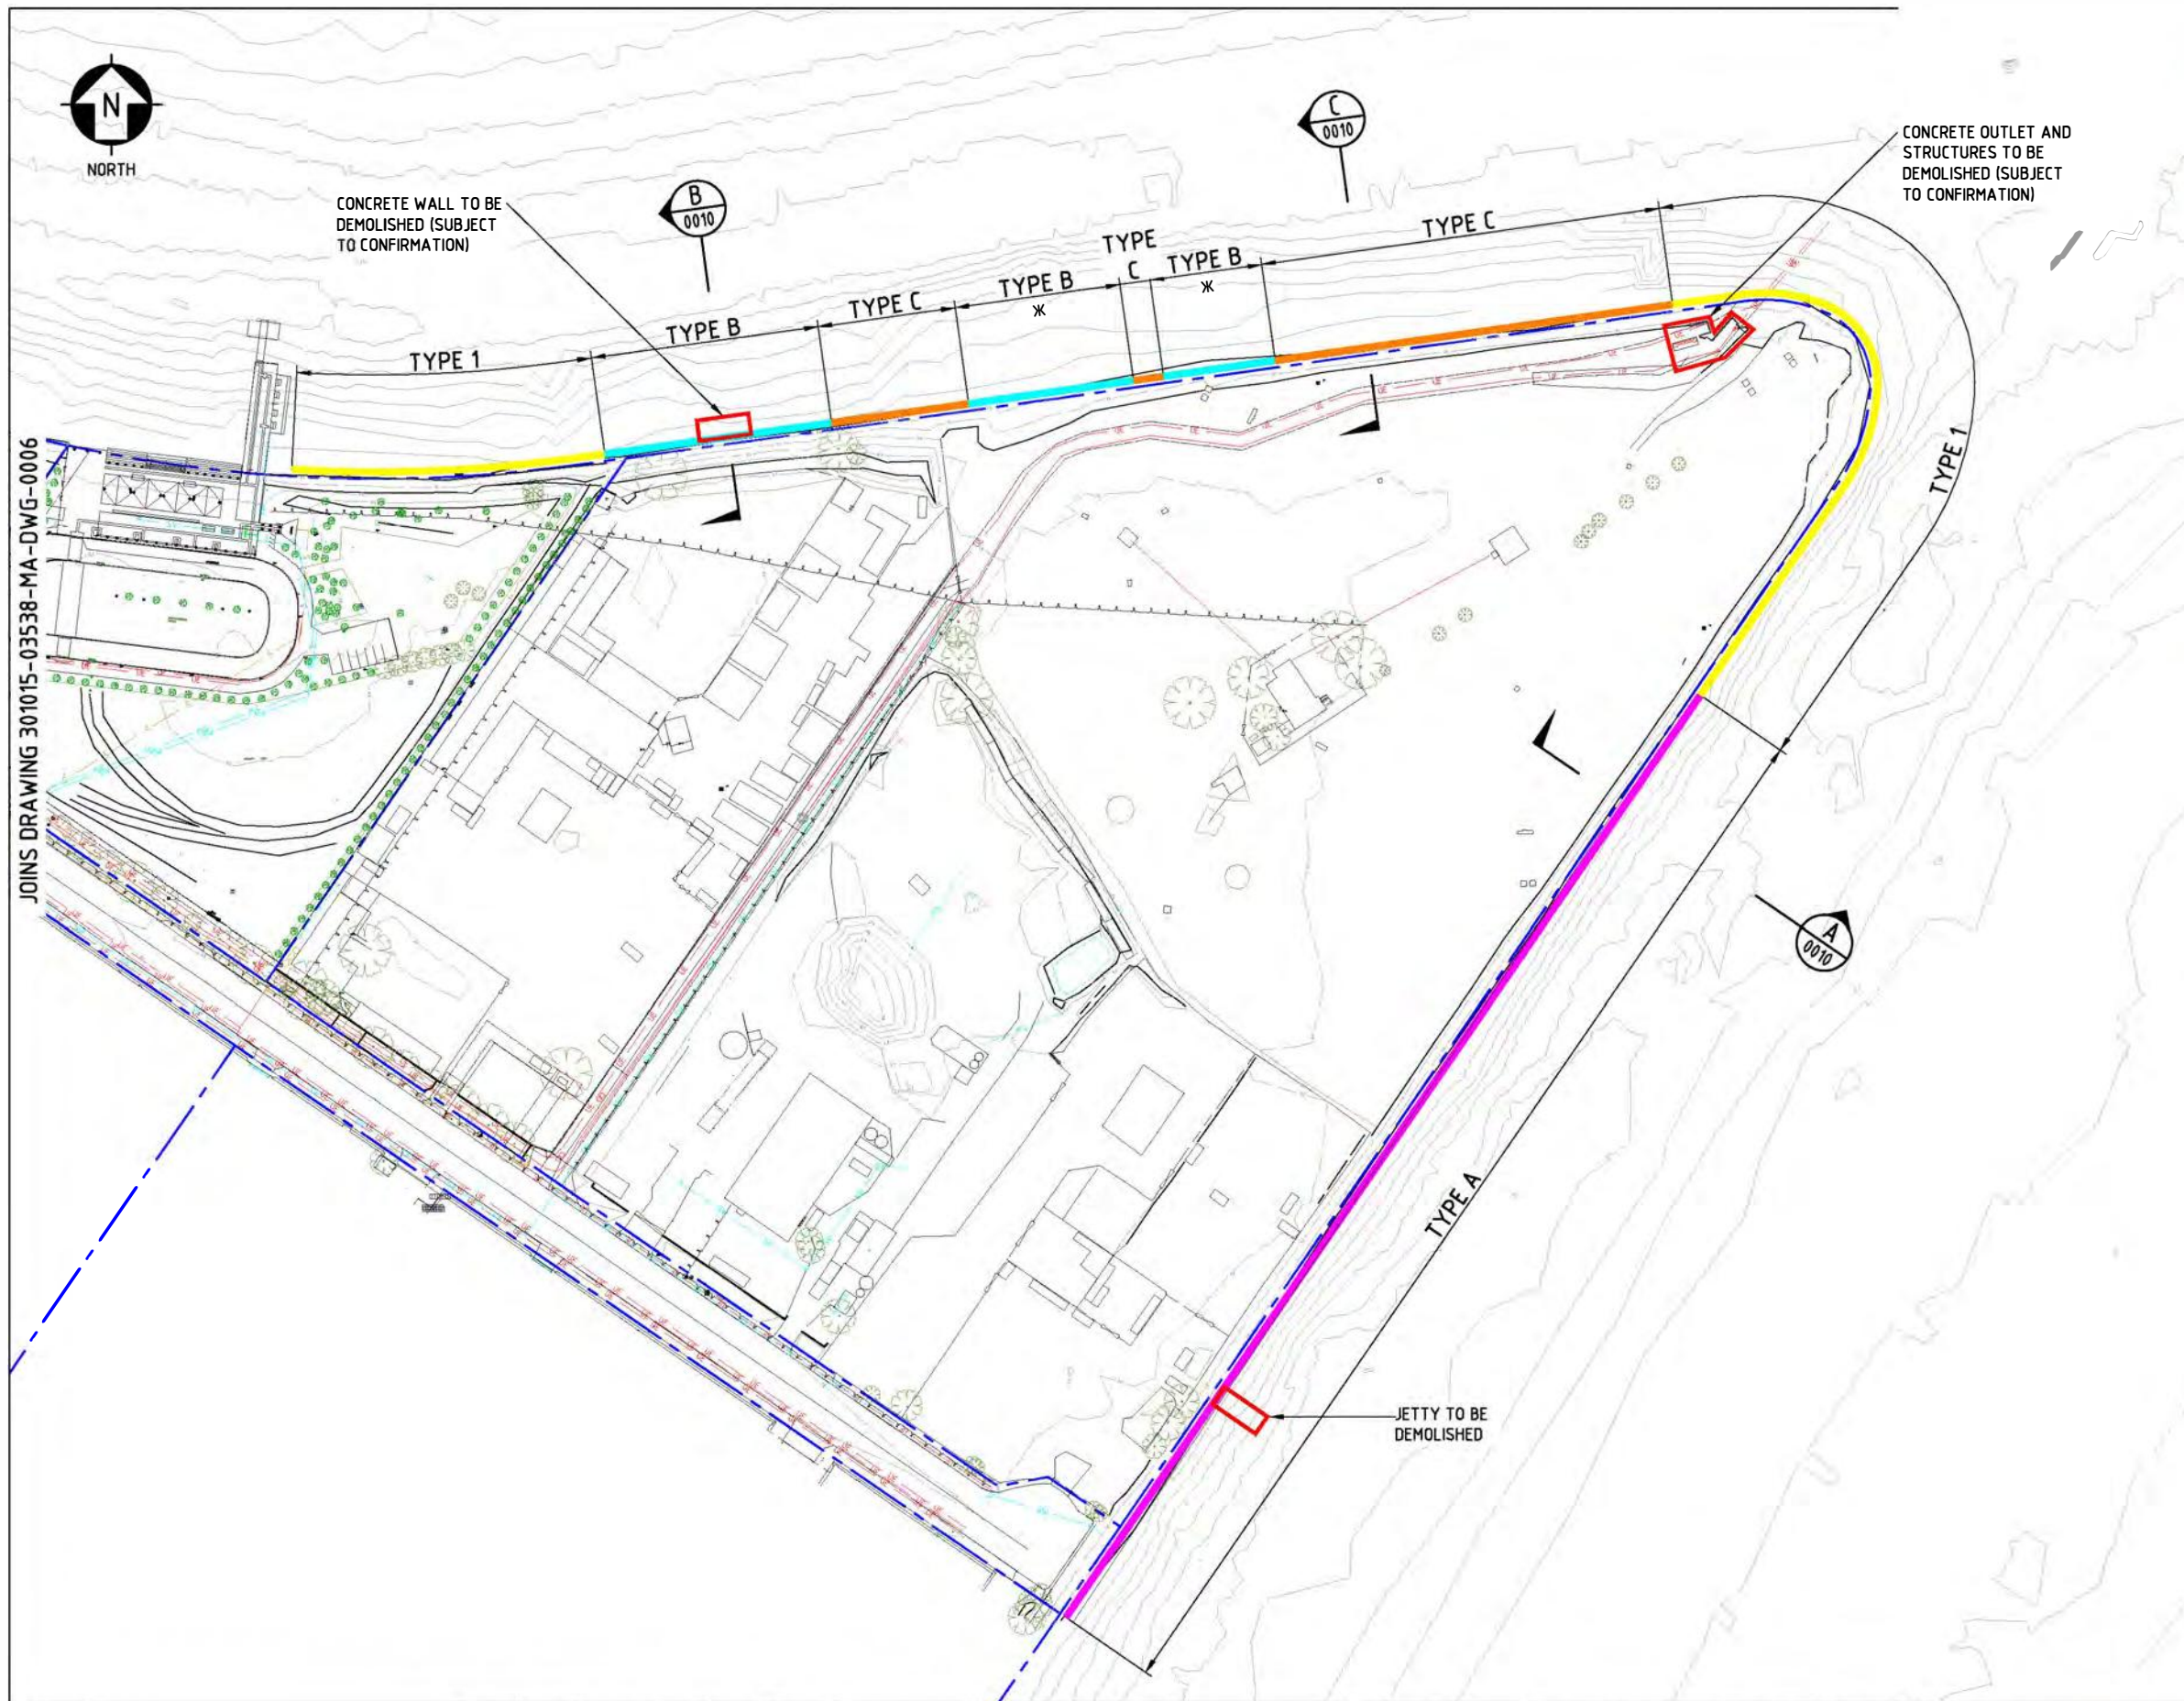 N
NORTH
CONCRETE WALL TO BE
DEMOLISHED (SUBJECT
TO CONFIRMATION)
B
0010
C
0010
CONCRETE OUTLET AND
STRUCTURES TO BE
DEMOLISHED (SUBJECT
TO CONFIRMATION)
TYPE 1
TYPE B
TYPE C
TYPE B
Ж
TYPE
C
TYPE B
Ж
TYPE C
TYPE 1
JOINS DRAWING 301015-03538-MA-DWG-0006
A
0010
TYPE A
JETTY TO BE
DEMOLISHED